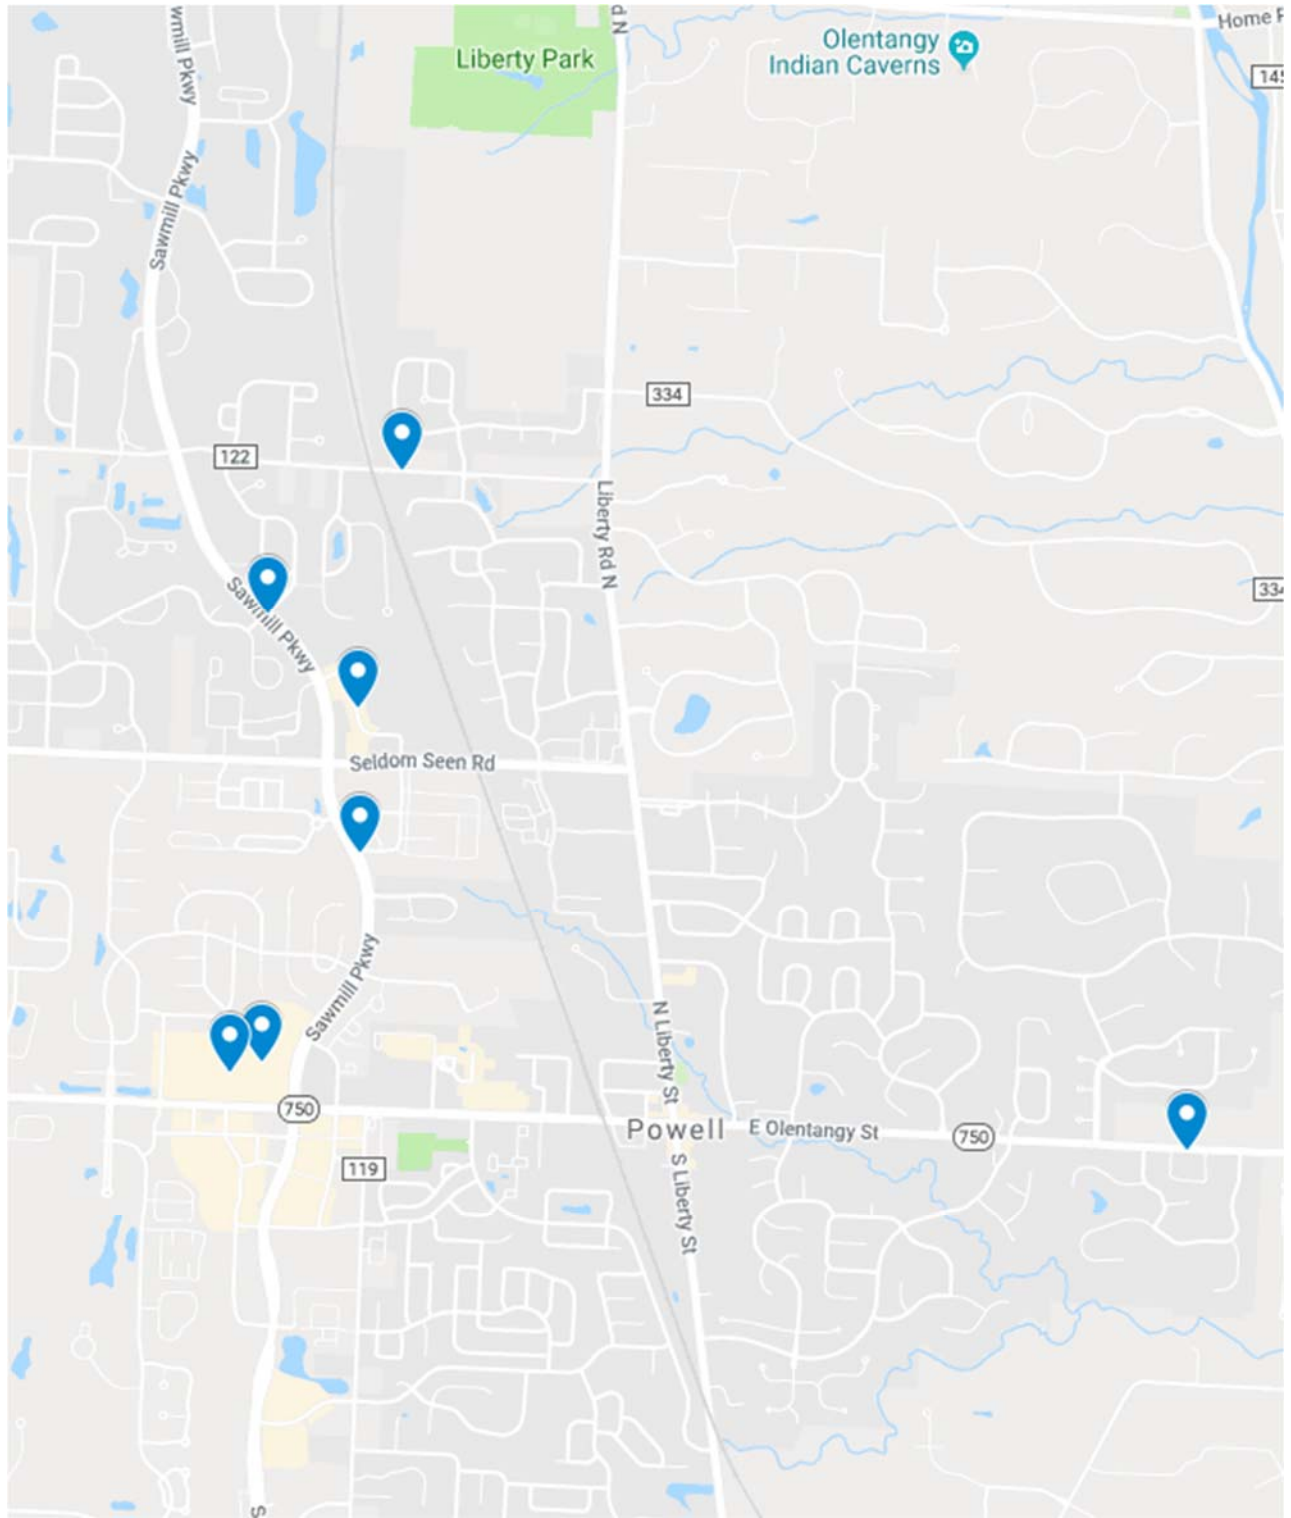 wmill Pkwy
d N
Home
Liberty Park
Olentangy
Indian Caverns
Sawmill Pkwy
334
122
Liberty Rd N
Sawmill Pkwy
Seldom Seen Rd
Sawmill Pkwy
N Liberty St
750
Powell
E Olentangy St
750
119
S Liberty St
S